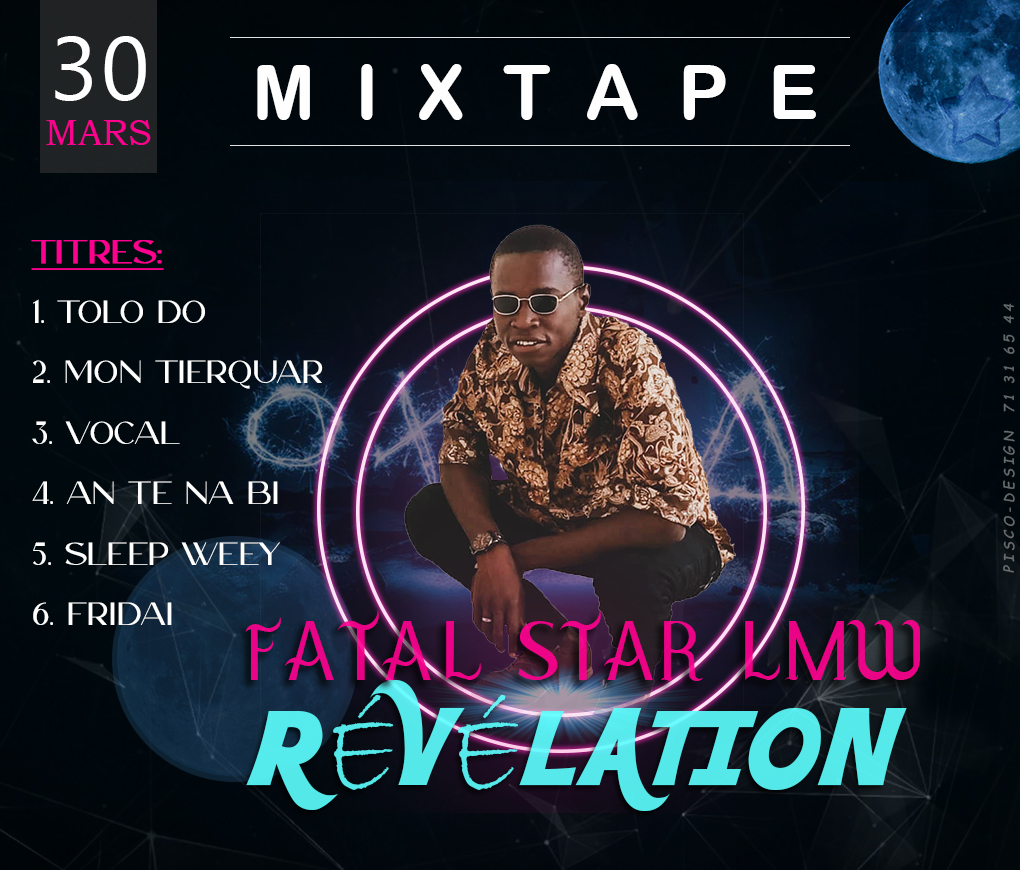 30
MARS
MIXTAPE
TITRES:
1. TOLO DO
2. MON TIERQUAR
3. VOCAL
4. AN TE NA BI
5. SLEEP WEEY
6. FRIDAI
FATAL STAR LMW
RÉVÉLATION
PISCO-DESIGN 71 31 65 44